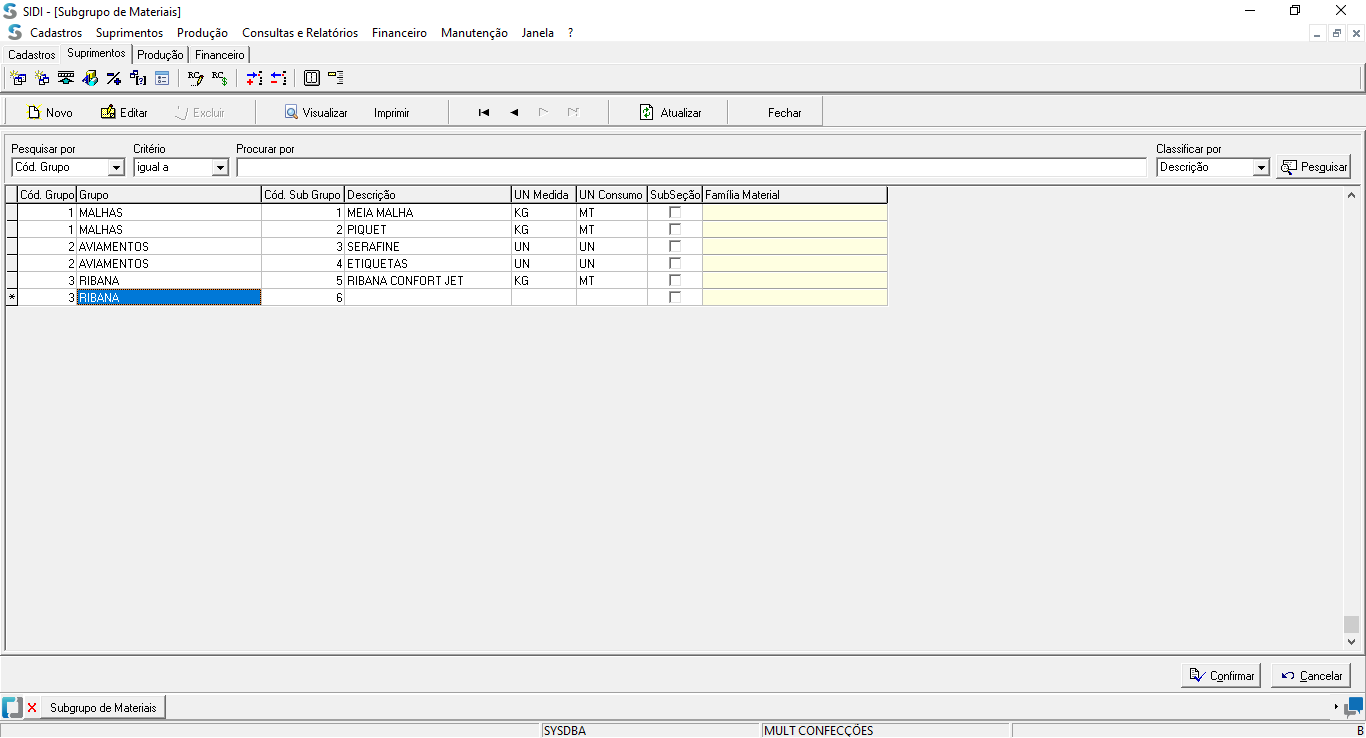 SIDI - [Subgrupo de Materiais]
Cadastros Suprimentos Produção Consultas e Relatórios Financeiro Manutenção Janela ?
Cadastros Suprimentos Produção Financeiro
Novo Editar Excluir Visualizar Imprimir Atualizar Fechar
Pesquisar por Critério Procurar por Classificar por
Cód. Grupo igual a Descrição Pesquisar
Cód. Grupo Grupo Cód. Sub Grupo Descrição UN Medida UN Consumo SubSeção Família Material
1 MALHAS 1 MEIA MALHA KG MT
1 MALHAS 2 PIQUET KG MT
2 AVIAMENTOS 3 SERAFINE UN UN
2 AVIAMENTOS 4 ETIQUETAS UN UN
3 RIBANA 5 RIBANA CONFORT JET KG MT
* 3 RIBANA 6
Confirmar Cancelar
Subgrupo de Materiais
SYSDBA MULT CONFECÇÕES B